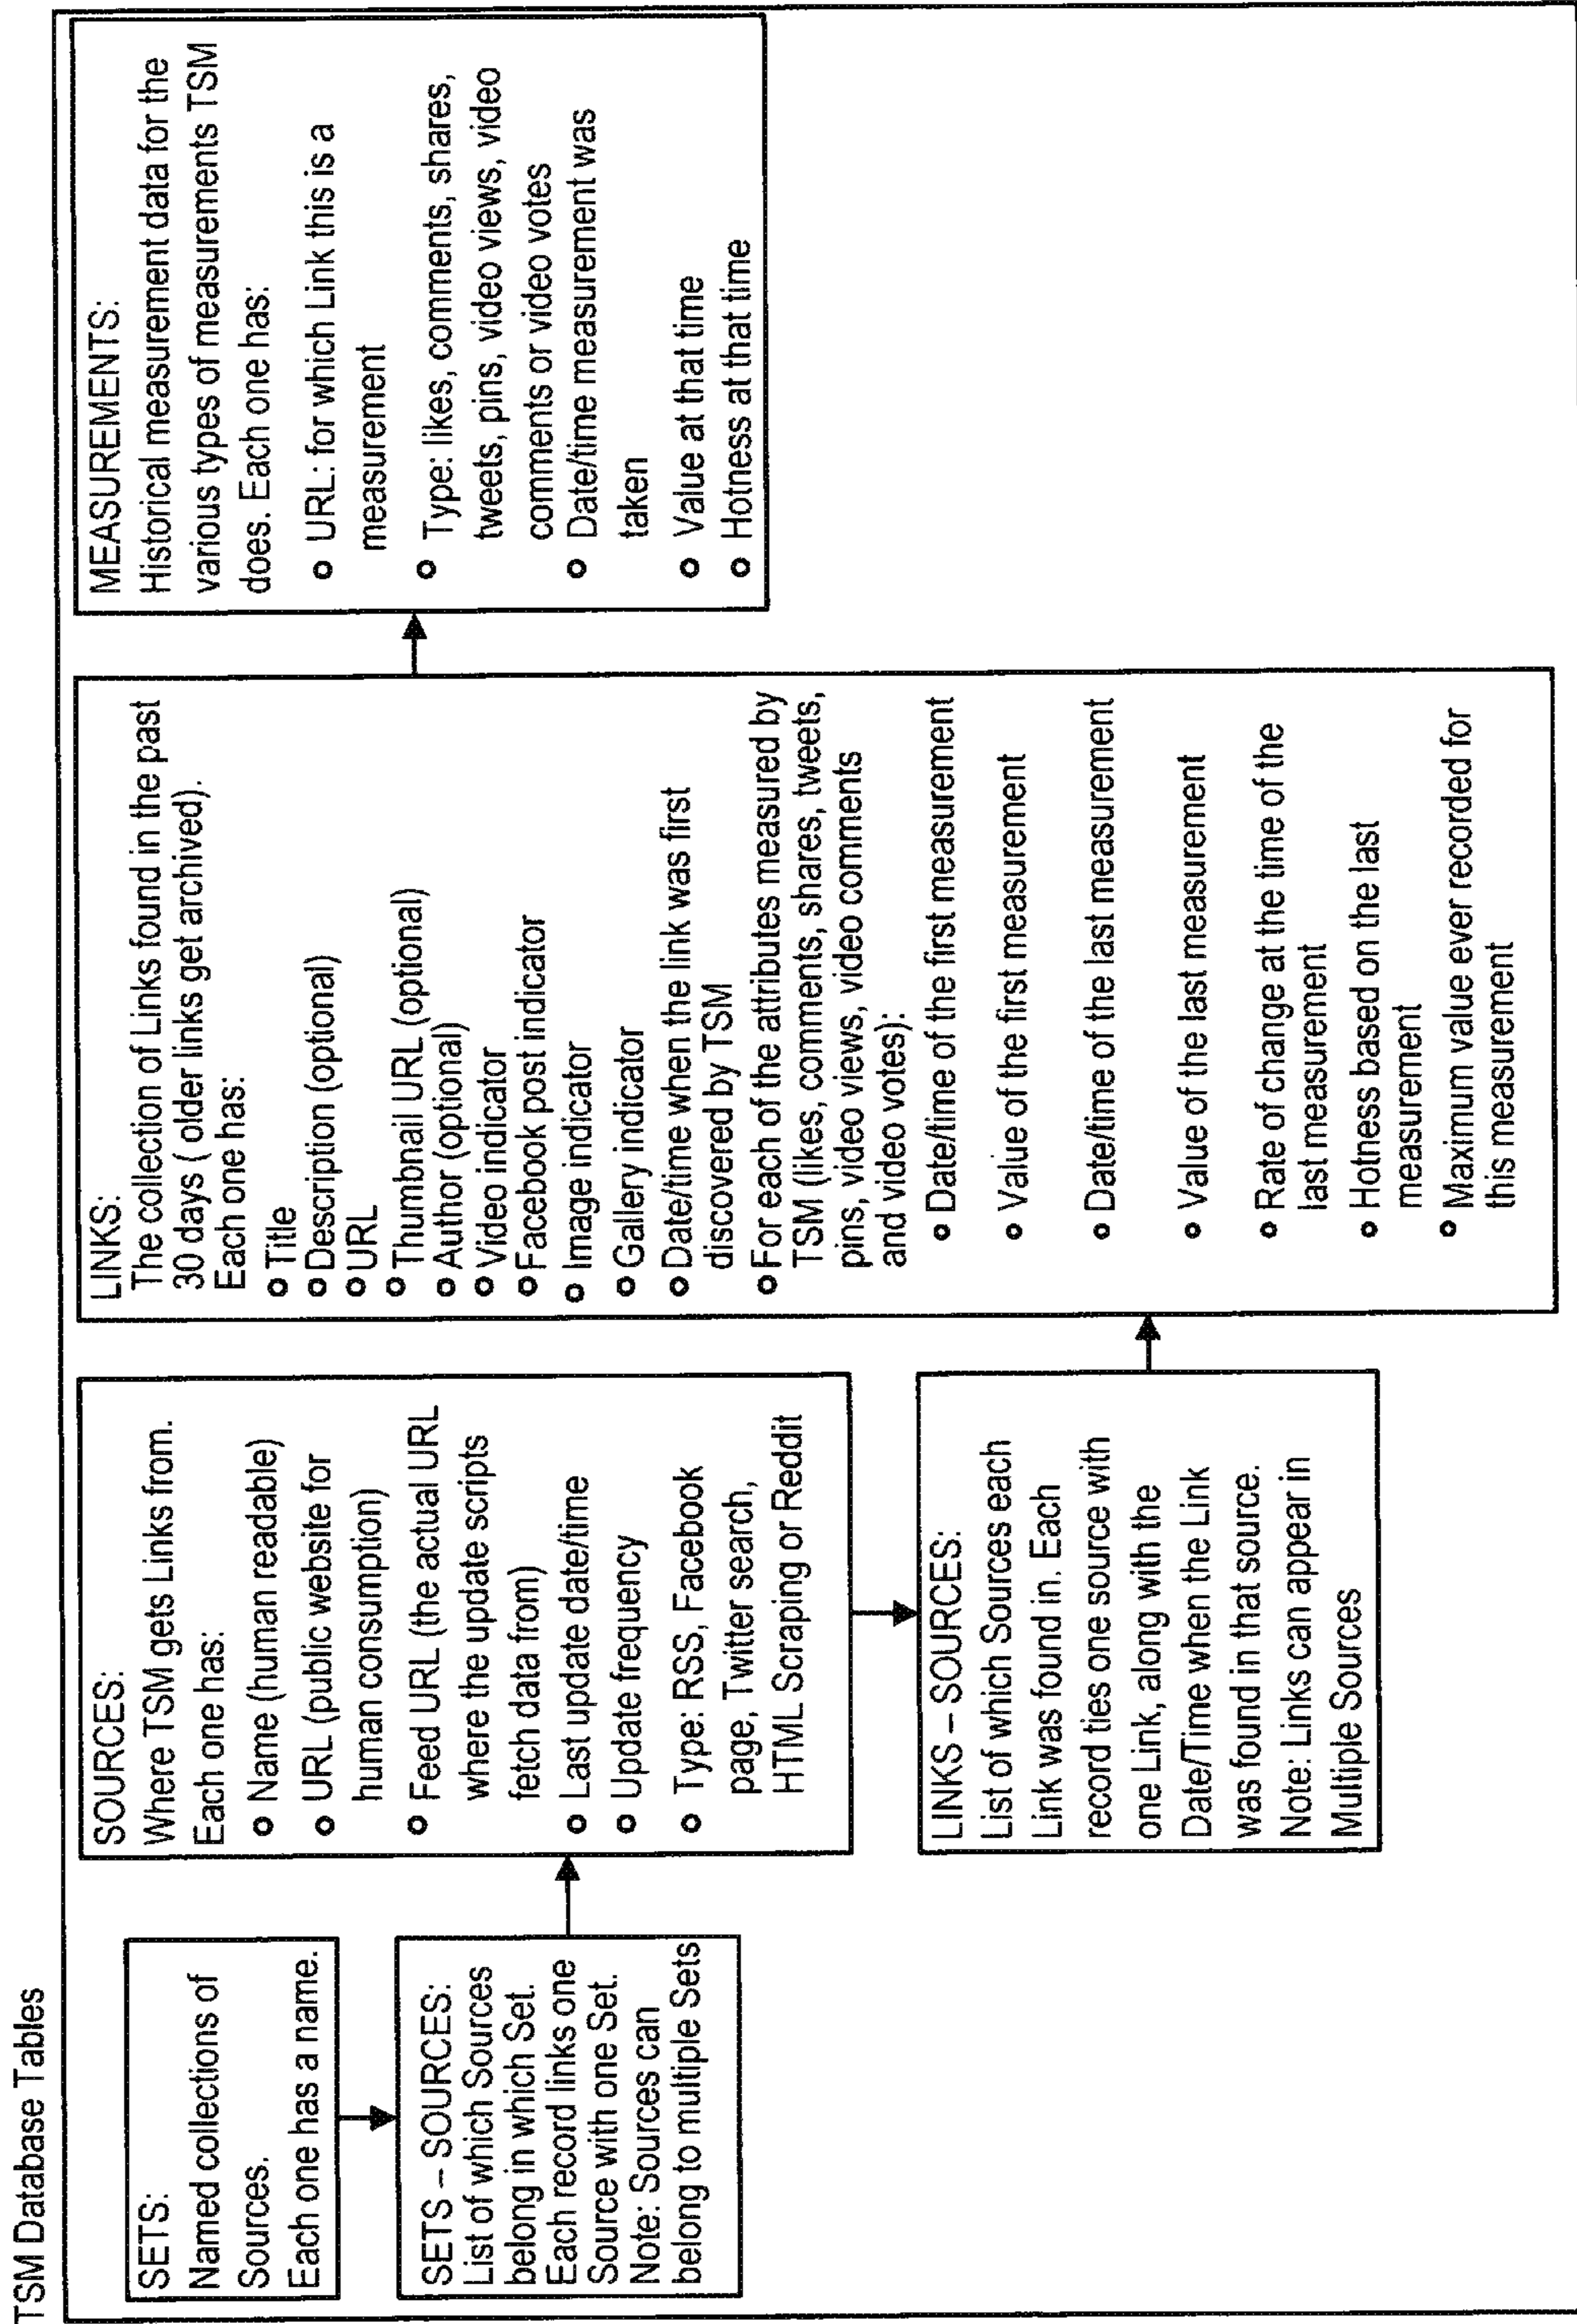 TSM Database Tables
SETS:
Named collections of
Sources.
Each one has a name.
SETS – SOURCES:
List of which Sources
belong in which Set.
Each record links one
Source with one Set.
Note: Sources can
belong to multiple Sets
SOURCES:
Where TSM gets Links from.
Each one has:
o Name (human readable)
o URL (public website for
human consumption)
o Feed URL (the actual URL
where the update scripts
fetch data from)
o Last update date/time
o Update frequency
o Type: RSS, Facebook
page, Twitter search,
HTML Scraping or Reddit
LINKS – SOURCES:
List of which Sources each
Link was found in. Each
record ties one source with
one Link, along with the
Date/Time when the Link
was found in that source.
Note: Links can appear in
Multiple Sources
LINKS:
The collection of Links found in the past
30 days ( older links get archived).
Each one has:
o Title
o Description (optional)
o URL
o Thumbnail URL (optional)
o Author (optional)
o Video indicator
o Facebook post indicator
o Image indicator
o Gallery indicator
o Date/time when the link was first
discovered by TSM
o For each of the attributes measured by
TSM (likes, comments, shares, tweets,
pins, video views, video comments
and video votes):
• Date/time of the first measurement
• Value of the first measurement
• Date/time of the last measurement
• Value of the last measurement
• Rate of change at the time of the
last measurement
• Hotness based on the last
measurement
• Maximum value ever recorded for
this measurement
MEASUREMENTS:
Historical measurement data for the
various types of measurements TSM
does. Each one has:
o URL: for which Link this is a
measurement
o Type: likes, comments, shares,
tweets, pins, video views, video
comments or video votes
o Date/time measurement was
taken
o Value at that time
o Hotness at that time